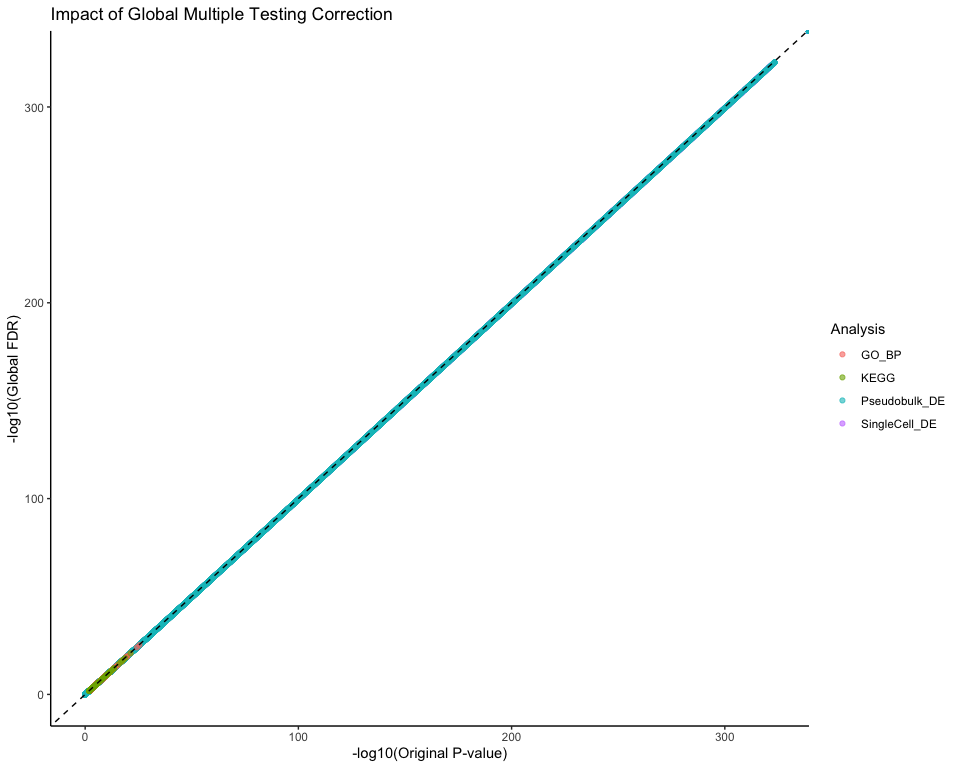 Impact of Global Multiple Testing Correction
-log10(Global FDR)
300
200
100
0
0
100
200
300
-log10(Original P-value)
Analysis
GO_BP
KEGG
Pseudobulk_DE
SingleCell_DE